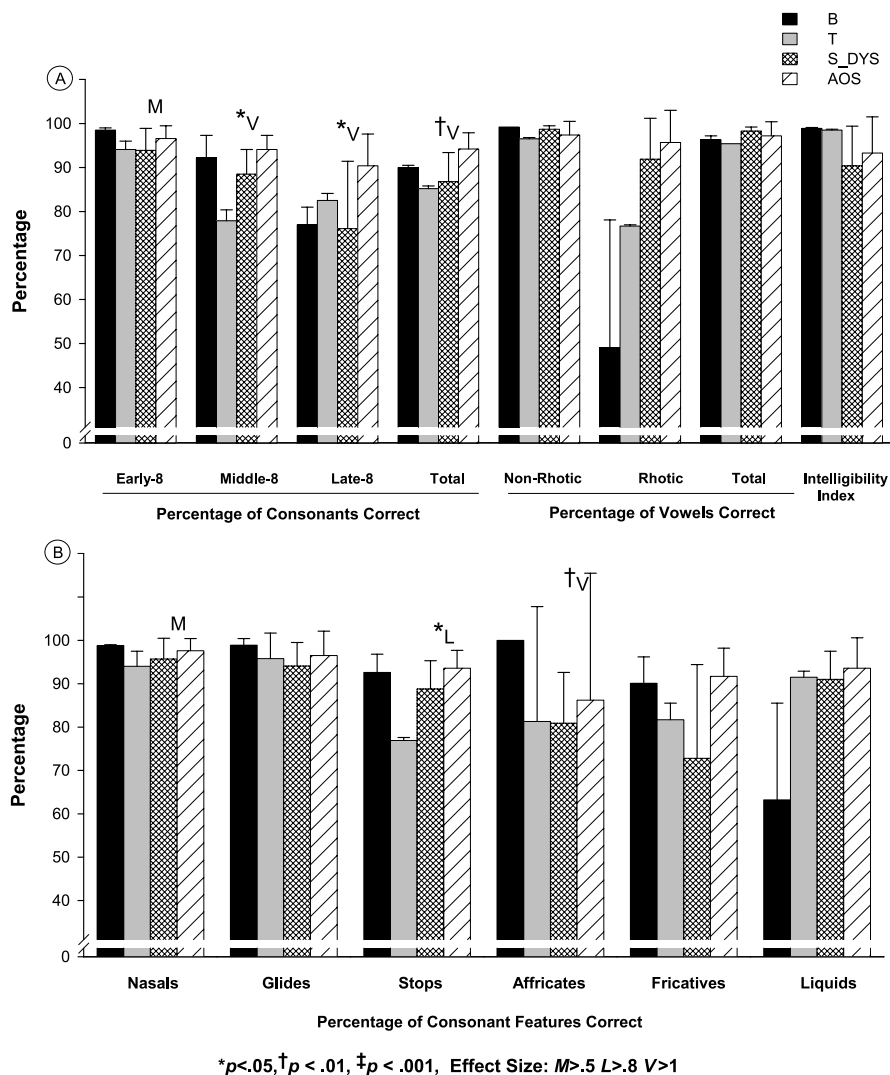 B
T
S_DYS
AOS
A
Percentage
100
90
80
70
60
50
40
0
M
*V
*V
†V
Early-8 Middle-8 Late-8 Total Non-Rhotic Rhotic Total Intelligibility Index
Percentage of Consonants Correct Percentage of Vowels Correct
B
Percentage
100
90
80
70
60
50
40
0
M
*L
†V
Nasals Glides Stops Affricates Fricatives Liquids
Percentage of Consonant Features Correct
*p<.05,†p < .01, ‡p < .001, Effect Size: M>.5 L>.8 V>1